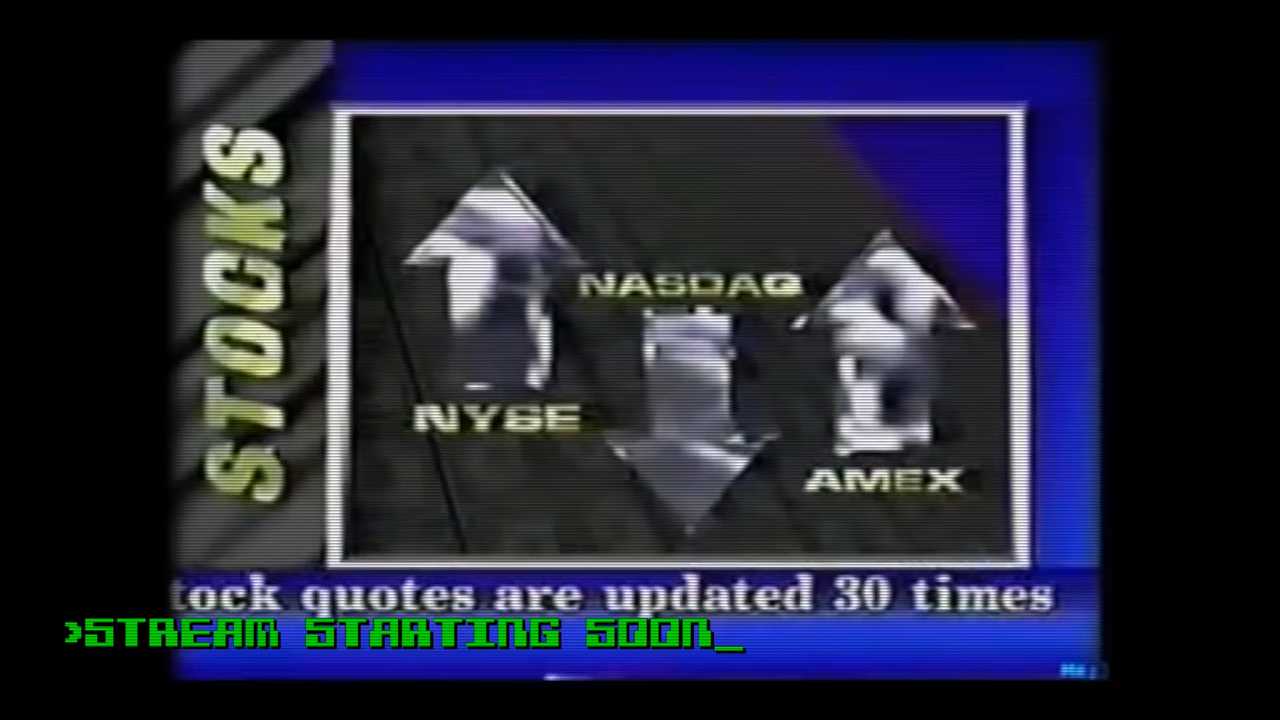 STOCKS
NASDAQ
NYSE
AMEX
tock quotes are updated 30 times
>STREAM STARTING SOON_